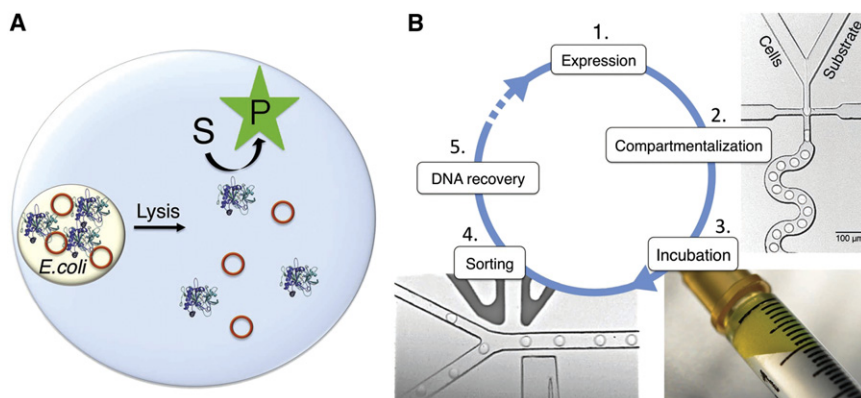 A
S
P
Lysis
E.coli
B
1.
Expression
Cells
Substrate
2.
Compartmentalization
100 µm
3.
Incubation
4.
Sorting
5.
DNA recovery